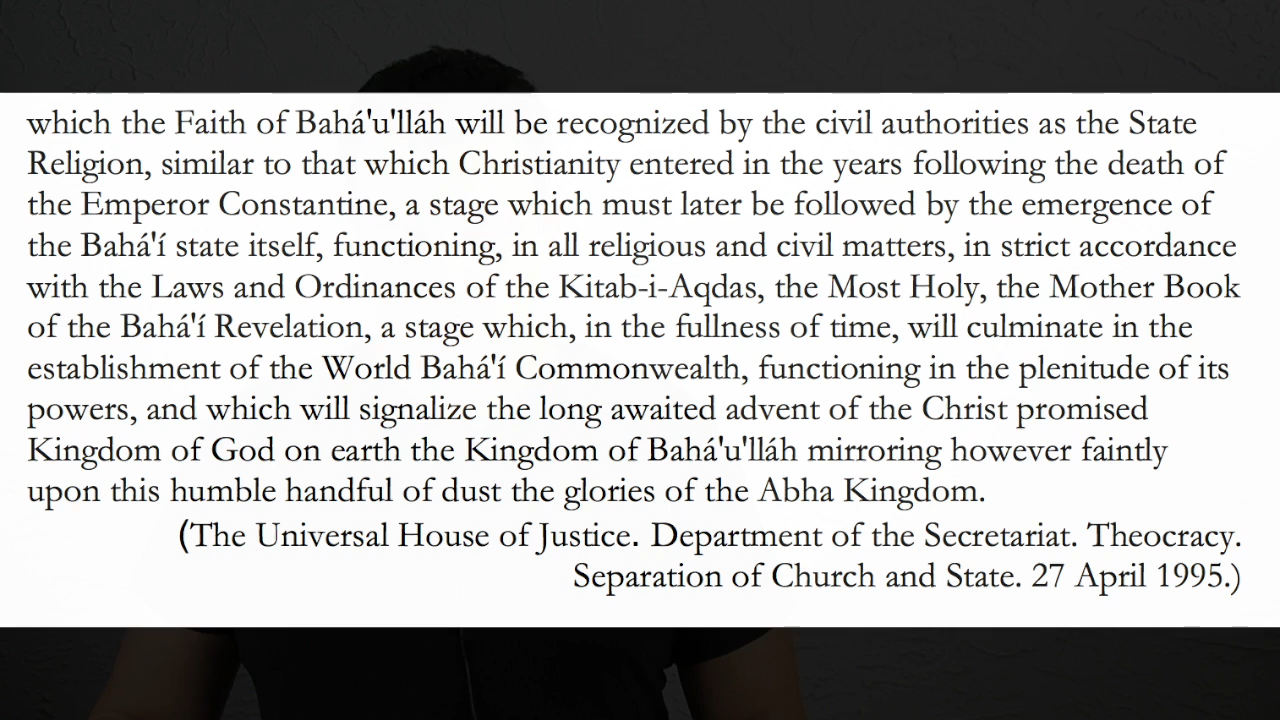 which the Faith of Bahá'u'lláh will be recognized by the civil authorities as the State
Religion, similar to that which Christianity entered in the years following the death of
the Emperor Constantine, a stage which must later be followed by the emergence of
the Bahá'í state itself, functioning, in all religious and civil matters, in strict accordance
with the Laws and Ordinances of the Kitab-i-Aqdas, the Most Holy, the Mother Book
of the Bahá'í Revelation, a stage which, in the fullness of time, will culminate in the
establishment of the World Bahá'í Commonwealth, functioning in the plenitude of its
powers, and which will signalize the long awaited advent of the Christ promised
Kingdom of God on earth the Kingdom of Bahá'u'lláh mirroring however faintly
upon this humble handful of dust the glories of the Abha Kingdom.
(The Universal House of Justice. Department of the Secretariat. Theocracy.
Separation of Church and State. 27 April 1995.)